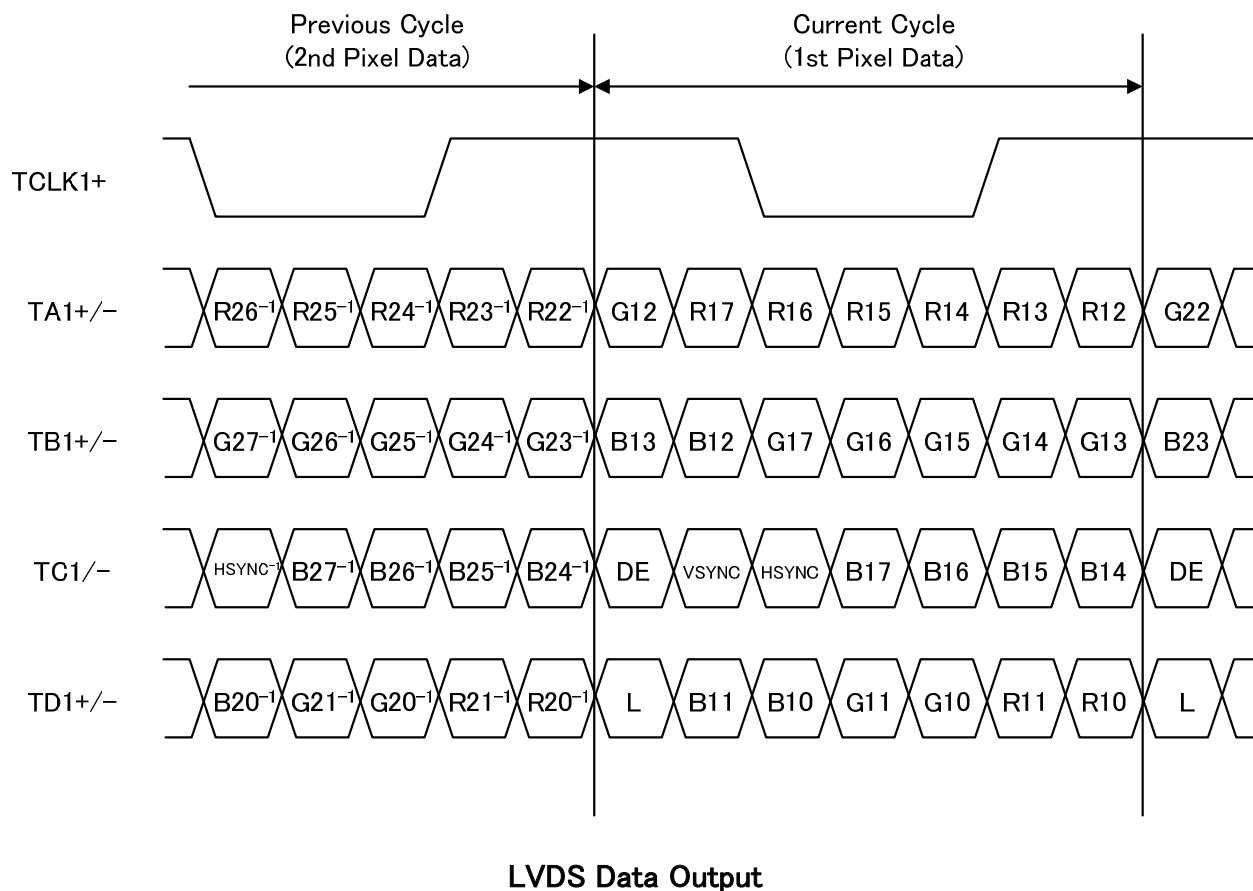 Previous Cycle
(2nd Pixel Data)
Current Cycle
(1st Pixel Data)
TCLK1+
TA1+/− R26⁻¹ R25⁻¹ R24⁻¹ R23⁻¹ R22⁻¹ G12 R17 R16 R15 R14 R13 R12 G22
TB1+/− G27⁻¹ G26⁻¹ G25⁻¹ G24⁻¹ G23⁻¹ B13 B12 G17 G16 G15 G14 G13 B23
TC1/− HSYNC⁻¹ B27⁻¹ B26⁻¹ B25⁻¹ B24⁻¹ DE VSYNC HSYNC B17 B16 B15 B14 DE
TD1+/− B20⁻¹ G21⁻¹ G20⁻¹ R21⁻¹ R20⁻¹ L B11 B10 G11 G10 R11 R10 L
LVDS Data Output